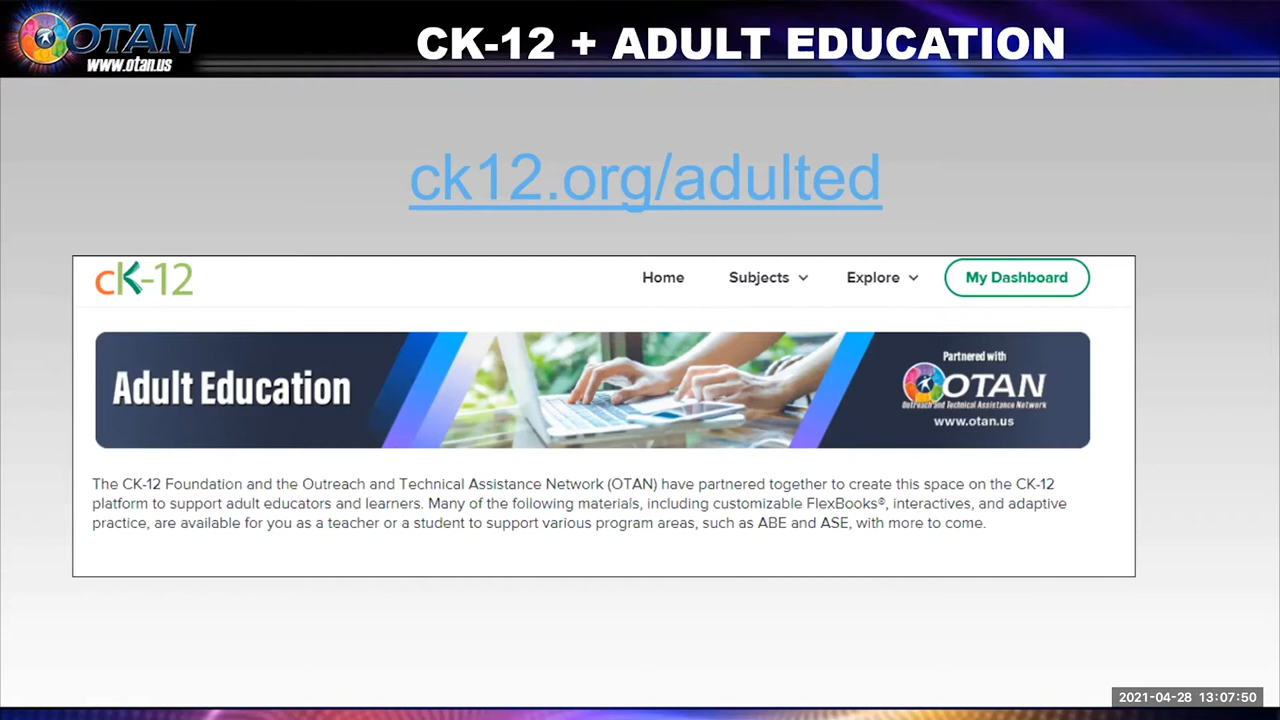 OTAN
www.otan.us
CK-12 + ADULT EDUCATION
ck12.org/adulted
cK-12
Home
Subjects
Explore
My Dashboard
Adult Education
Partnered with
OTAN
Outreach and Technical Assistance Network
www.otan.us
The CK-12 Foundation and the Outreach and Technical Assistance Network (OTAN) have partnered together to create this space on the CK-12
platform to support adult educators and learners. Many of the following materials, including customizable FlexBooks®, interactives, and adaptive
practice, are available for you as a teacher or a student to support various program areas, such as ABE and ASE, with more to come.
2021-04-28 13:07:50